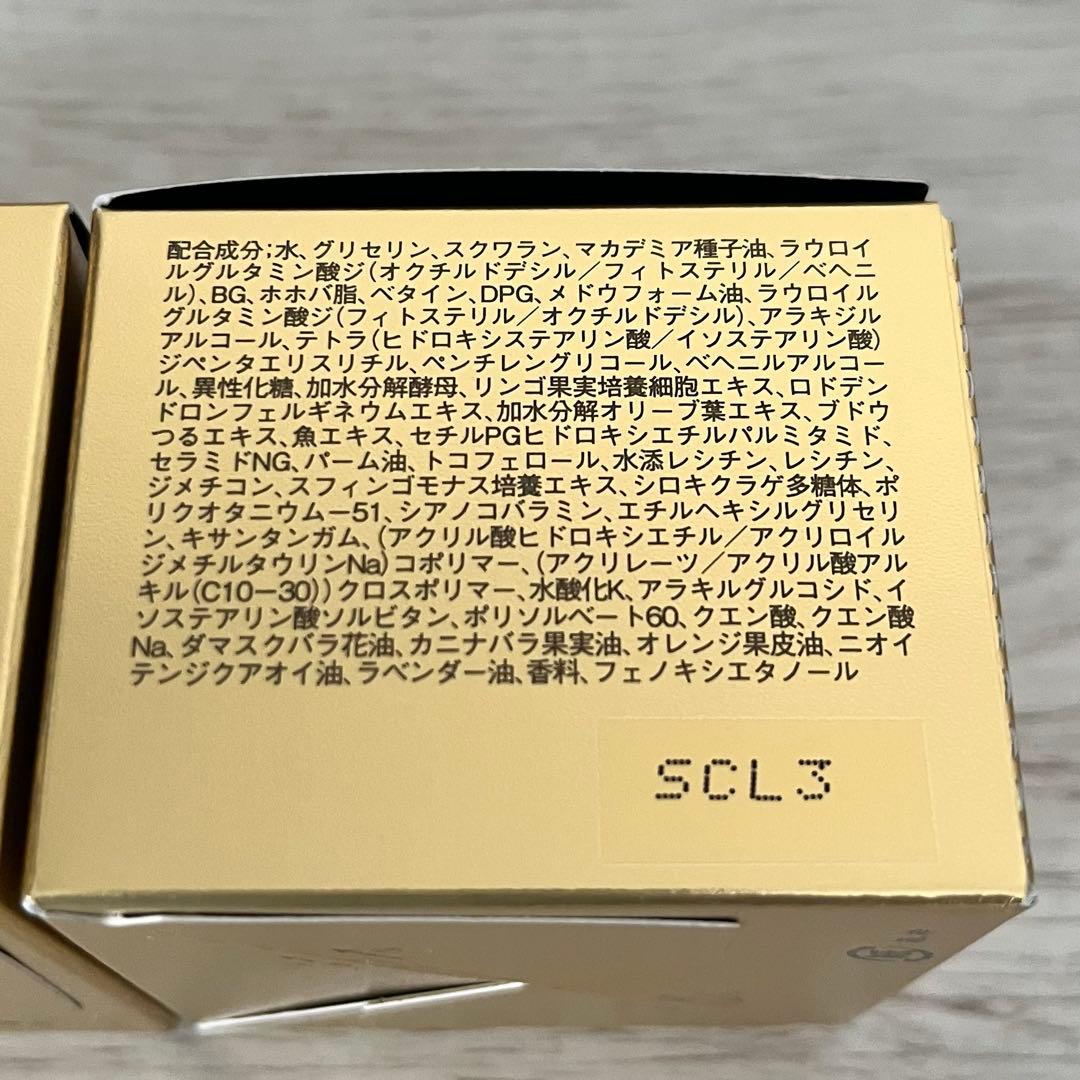 配合成分;水、グリセリン、スクワラン、マカデミア種子油、ラウロイ
ルグルタミン酸ジ(オクチルドデシル／フィトステリル／ベヘニ
ル)、BG、ホホバ脂、ベタイン、DPG、メドウフォーム油、ラウロイル
グルタミン酸ジ(フィトステリル／オクチルドデシル)、アラキジル
アルコール、テトラ(ヒドロキシステアリン酸／イソステアリン酸)
ジペンタエリスリチル、ペンチレングリコール、ベヘニルアルコー
ル、異性化糖、加水分解酵母、リンゴ果実培養細胞エキス、ロドデン
ドロンフェルギネウムエキス、加水分解オリーブ葉エキス、ブドウ
つるエキス、魚エキス、セチルPGヒドロキシエチルパルミタミド、
セラミドNG、パーム油、トコフェロール、水添レシチン、レシチン、
ジメチコン、スフィンゴモナス培養エキス、シロキクラゲ多糖体、ポ
リクオタニウム－51、シアノコバラミン、エチルヘキシルグリセリ
ン、キサンタンガム、(アクリル酸ヒドロキシエチル／アクリロイル
ジメチルタウリンNa)コポリマー、(アクリレーツ／アクリル酸アル
キル(C10－30))クロスポリマー、水酸化K、アラキルグルコシド、イ
ソステアリン酸ソルビタン、ポリソルベート60、クエン酸、クエン酸
Na、ダマスクバラ花油、カニナバラ果実油、オレンジ果皮油、ニオイ
テンジクアオイ油、ラベンダー油、香料、フェノキシエタノール
SCL3